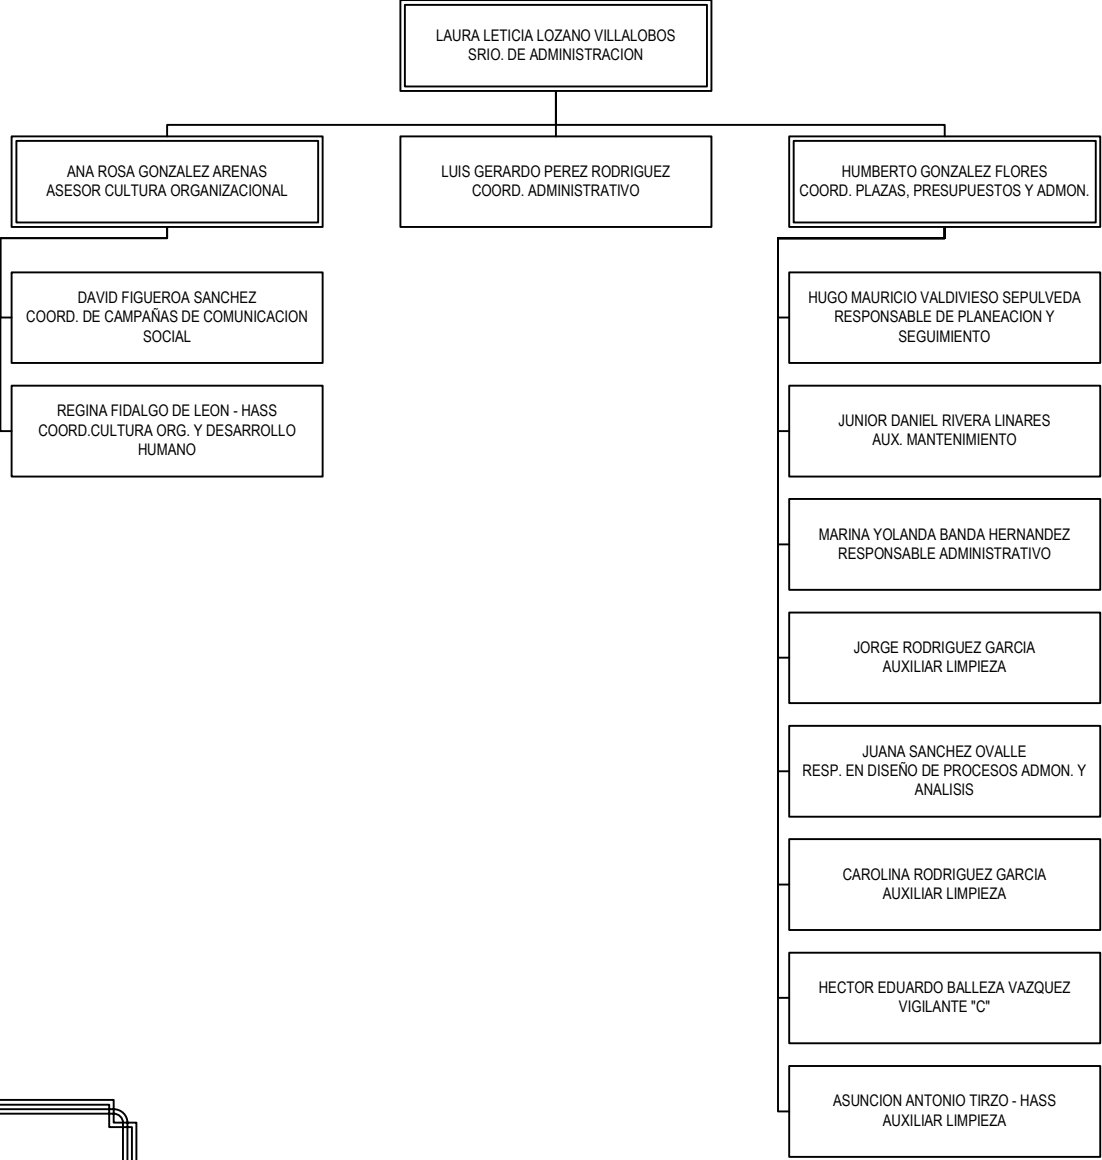 LAURA LETICIA LOZANO VILLALOBOS
SRIO. DE ADMINISTRACION
ANA ROSA GONZALEZ ARENAS
ASESOR CULTURA ORGANIZACIONAL
LUIS GERARDO PEREZ RODRIGUEZ
COORD. ADMINISTRATIVO
HUMBERTO GONZALEZ FLORES
COORD. PLAZAS, PRESUPUESTOS Y ADMON.
DAVID FIGUEROA SANCHEZ
COORD. DE CAMPAÑAS DE COMUNICACION
SOCIAL
REGINA FIDALGO DE LEON - HASS
COORD.CULTURA ORG. Y DESARROLLO
HUMANO
HUGO MAURICIO VALDIVIESO SEPULVEDA
RESPONSABLE DE PLANEACION Y
SEGUIMIENTO
JUNIOR DANIEL RIVERA LINARES
AUX. MANTENIMIENTO
MARINA YOLANDA BANDA HERNANDEZ
RESPONSABLE ADMINISTRATIVO
JORGE RODRIGUEZ GARCIA
AUXILIAR LIMPIEZA
JUANA SANCHEZ OVALLE
RESP. EN DISEÑO DE PROCESOS ADMON. Y
ANALISIS
CAROLINA RODRIGUEZ GARCIA
AUXILIAR LIMPIEZA
HECTOR EDUARDO BALLEZA VAZQUEZ
VIGILANTE "C"
ASUNCION ANTONIO TIRZO - HASS
AUXILIAR LIMPIEZA